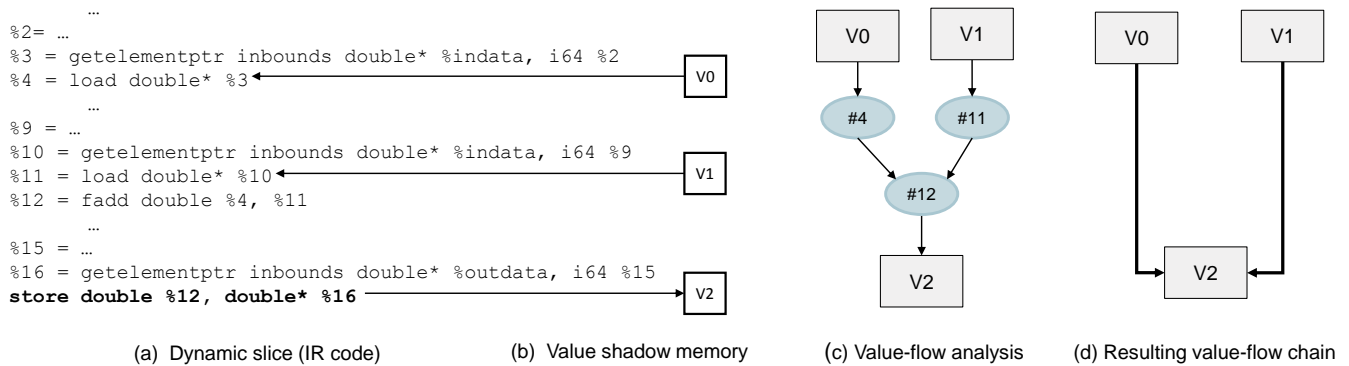 …
%2= …
%3 = getelementptr inbounds double* %indata, i64 %2
%4 = load double* %3
V0
…
%9 = …
%10 = getelementptr inbounds double* %indata, i64 %9
%11 = load double* %10
V1
%12 = fadd double %4, %11
…
%15 = …
%16 = getelementptr inbounds double* %outdata, i64 %15
store double %12, double* %16
V2
(a) Dynamic slice (IR code)
(b) Value shadow memory
V0
V1
#4
#11
#12
V2
(c) Value-flow analysis
V0
V1
V2
(d) Resulting value-flow chain